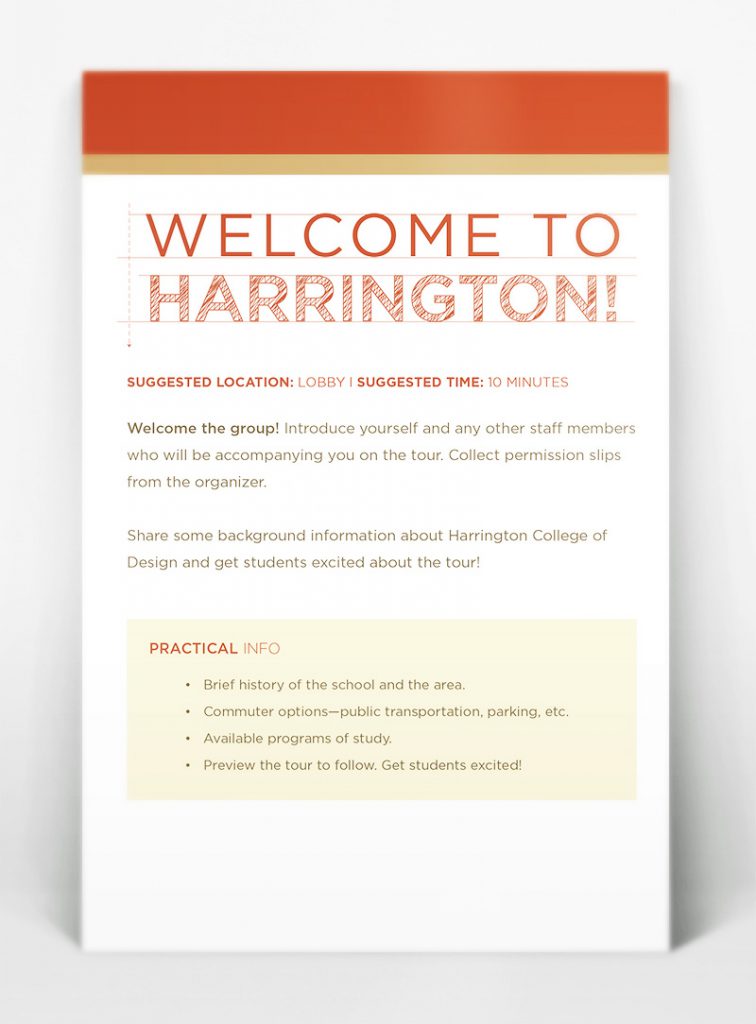 WELCOME TO
HARRINGTON!
SUGGESTED LOCATION: LOBBY | SUGGESTED TIME: 10 MINUTES
Welcome the group! Introduce yourself and any other staff members
who will be accompanying you on the tour. Collect permission slips
from the organizer.
Share some background information about Harrington College of
Design and get students excited about the tour!
PRACTICAL INFO
• Brief history of the school and the area.
• Commuter options—public transportation, parking, etc.
• Available programs of study.
• Preview the tour to follow. Get students excited!